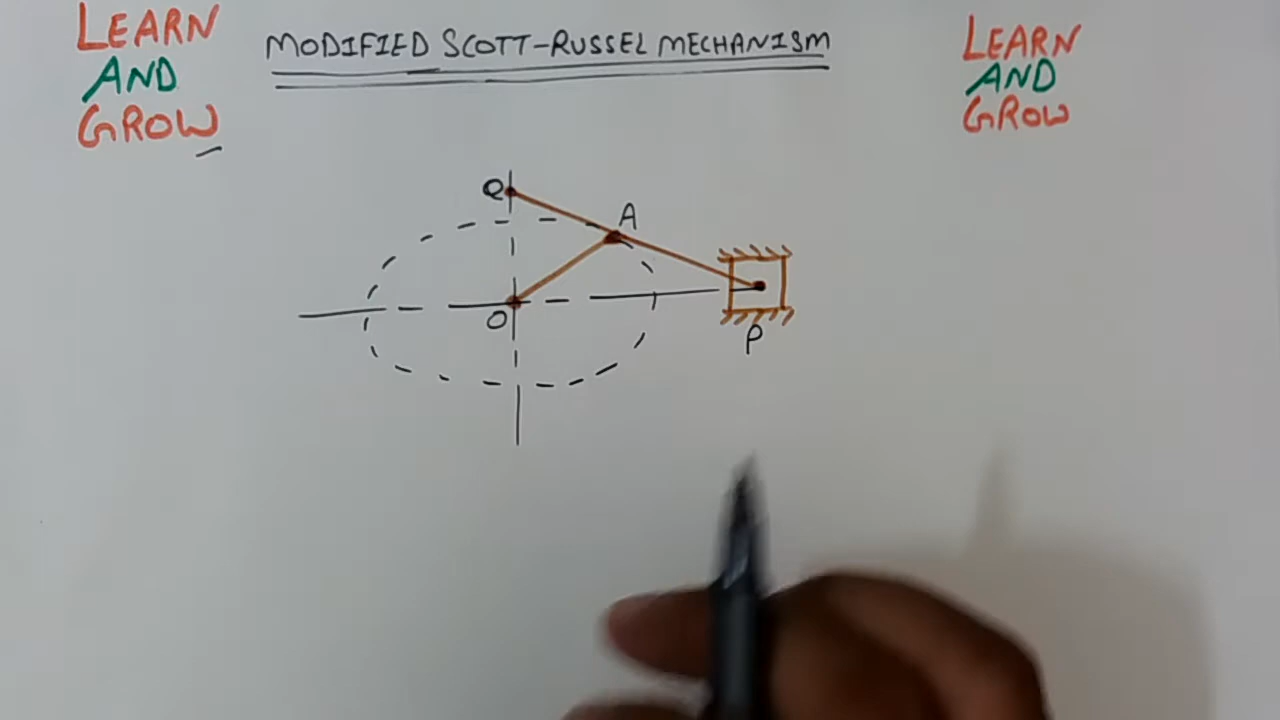 LEARN
AND
GROW
MODIFIED SCOTT-RUSSEL MECHANISM
LEARN
AND
GROW
Q
A
O
P